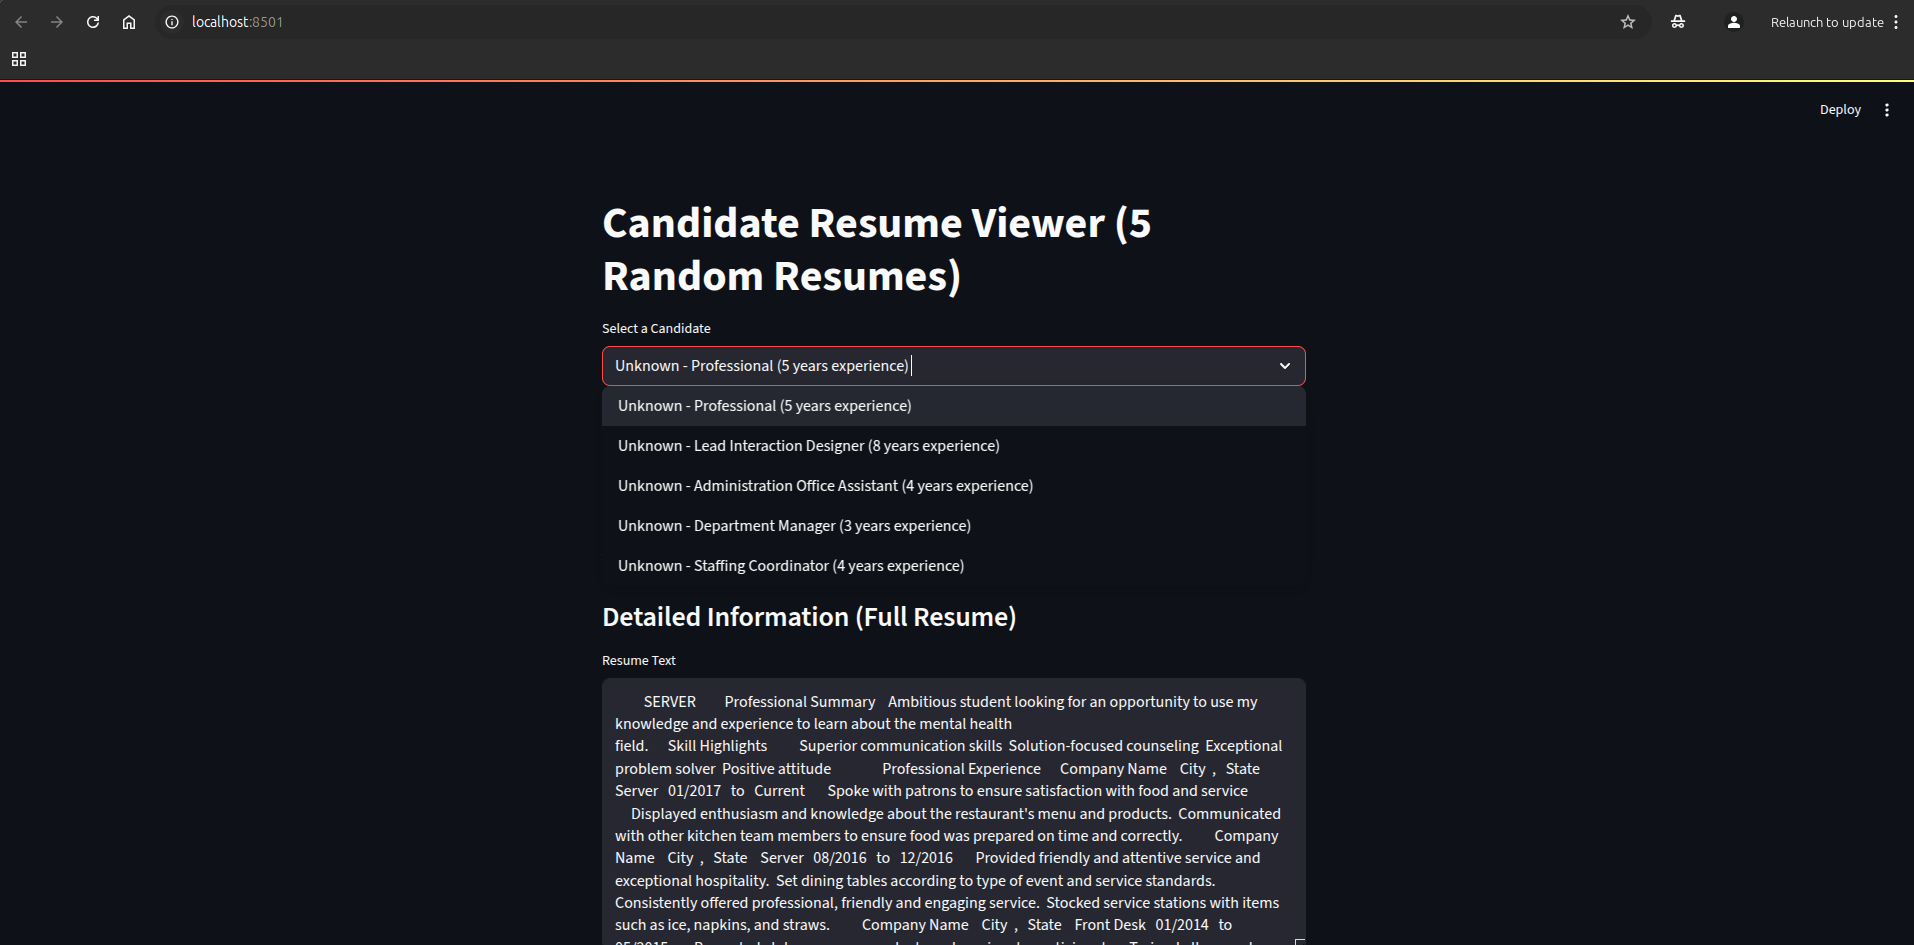 localhost:8501
Relaunch to update
Deploy
Candidate Resume Viewer (5
Random Resumes)
Select a Candidate
Unknown - Professional (5 years experience)
Unknown - Professional (5 years experience)
Unknown - Lead Interaction Designer (8 years experience)
Unknown - Administration Office Assistant (4 years experience)
Unknown - Department Manager (3 years experience)
Unknown - Staffing Coordinator (4 years experience)
Detailed Information (Full Resume)
Resume Text
SERVER Professional Summary Ambitious student looking for an opportunity to use my
knowledge and experience to learn about the mental health
field. Skill Highlights Superior communication skills Solution-focused counseling Exceptional
problem solver Positive attitude Professional Experience Company Name City , State
Server 01/2017 to Current Spoke with patrons to ensure satisfaction with food and service
Displayed enthusiasm and knowledge about the restaurant's menu and products. Communicated
with other kitchen team members to ensure food was prepared on time and correctly. Company
Name City , State Server 08/2016 to 12/2016 Provided friendly and attentive service and
exceptional hospitality. Set dining tables according to type of event and service standards.
Consistently offered professional, friendly and engaging service. Stocked service stations with items
such as ice, napkins, and straws. Company Name City , State Front Desk 01/2014 to